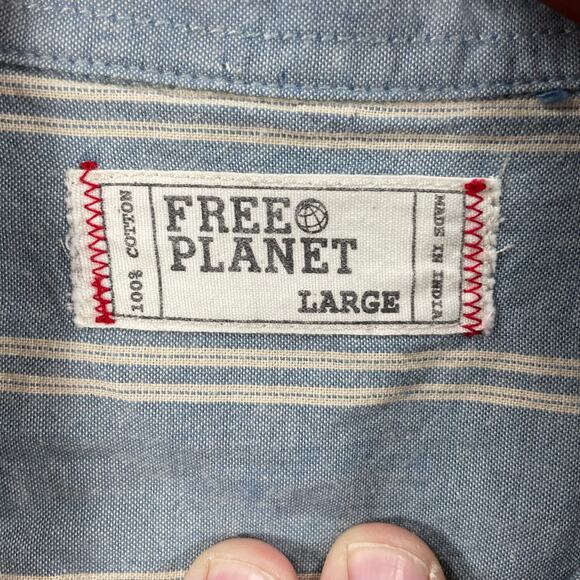 100% COTTON
FREE
PLANET
LARGE
MADE IN INDIA